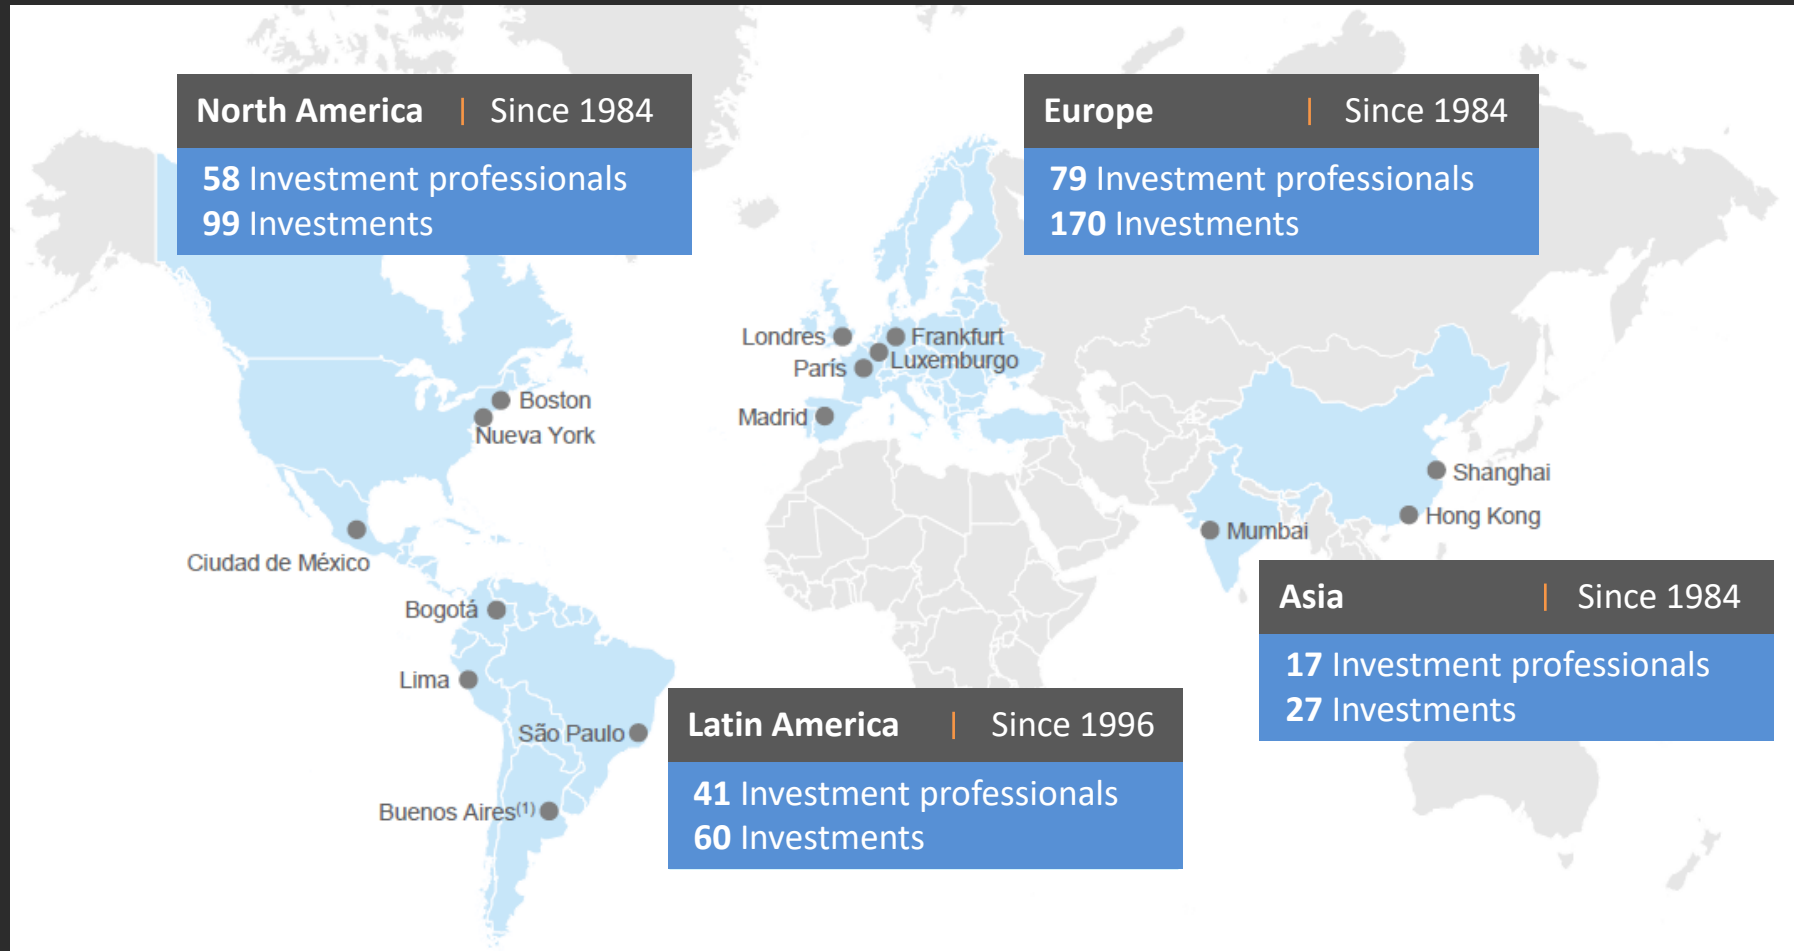 North America | Since 1984
58 Investment professionals
99 Investments
Europe | Since 1984
79 Investment professionals
170 Investments
Londres
Frankfurt
Luxemburgo
París
Madrid
Boston
Nueva York
Ciudad de México
Shanghai
Hong Kong
Mumbai
Asia | Since 1984
17 Investment professionals
27 Investments
Bogotá
Lima
São Paulo
Buenos Aires(1)
Latin America | Since 1996
41 Investment professionals
60 Investments